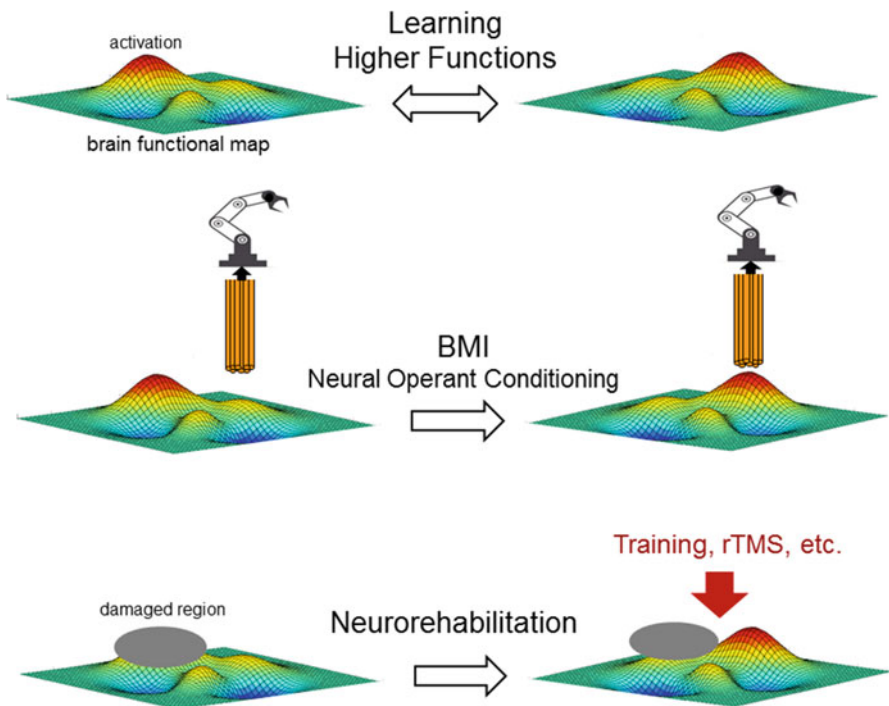 Learning
Higher Functions
activation
brain functional map
BMI
Neural Operant Conditioning
Training, rTMS, etc.
damaged region
Neurorehabilitation